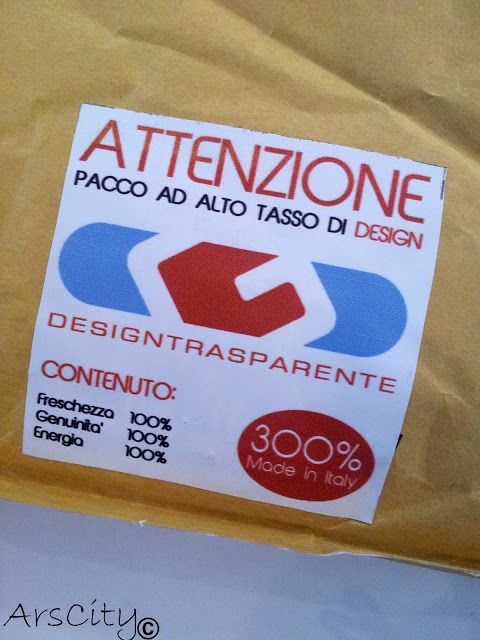 ATTENZIONE
PACCO AD ALTO TASSO DI DESIGN
DESIGNTRASPARENTE
CONTENUTO:
Freschezza 100%
Genuinita' 100%
Energia 100%
300%
Made in Italy
ArsCity©